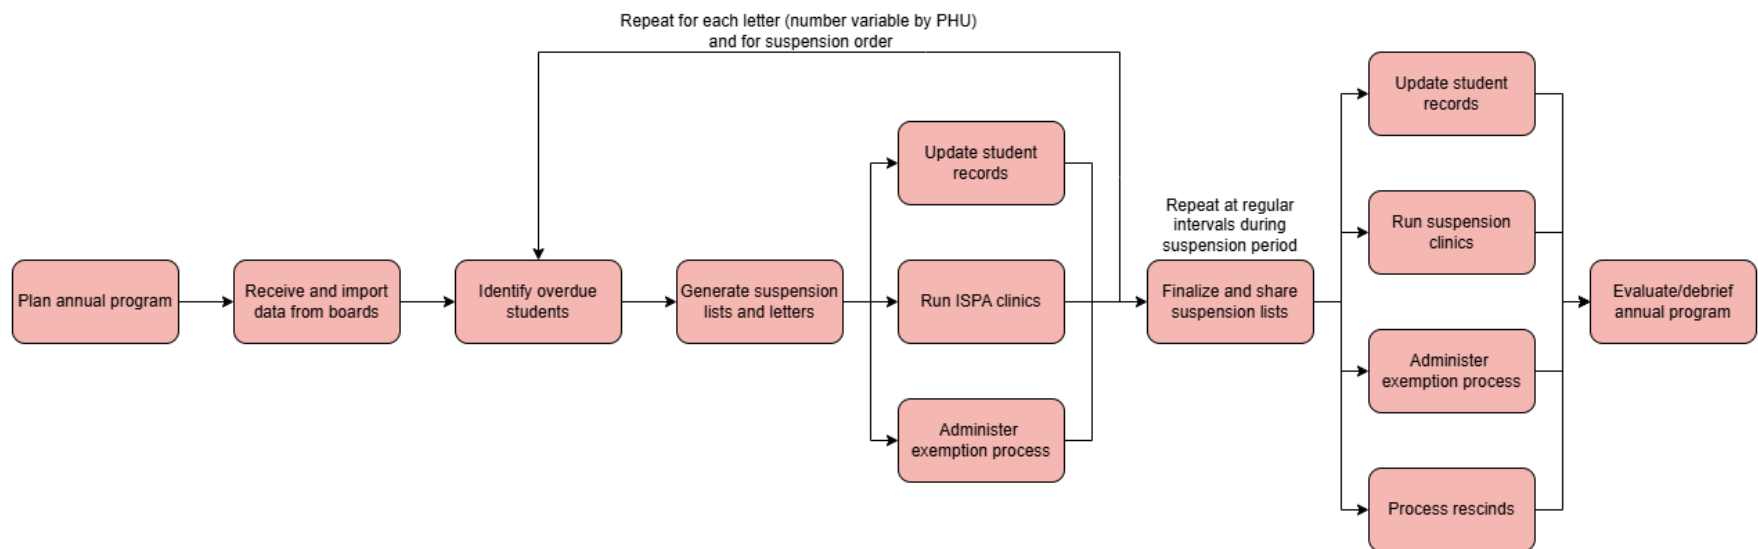 Repeat for each letter (number variable by PHU)
and for suspension order
Plan annual program
Receive and import
data from boards
Identify overdue
students
Generate suspension
lists and letters
Update student
records
Run ISPA clinics
Administer
exemption process
Repeat at regular
intervals during
suspension period
Finalize and share
suspension lists
Update student
records
Run suspension
clinics
Administer
exemption process
Process rescinds
Evaluate/debrief
annual program